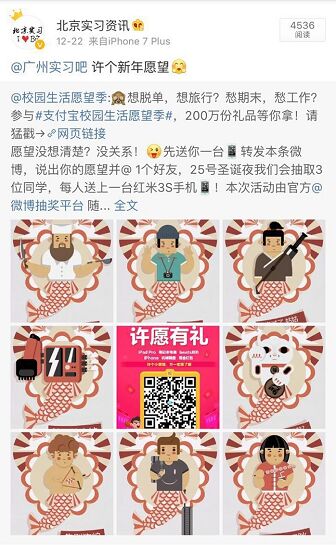 北京实习
I ❤ BJ
北京实习资讯
12-22 来自iPhone 7 Plus
4536
阅读
@广州实习吧 许个新年愿望
@校园生活愿望季:🙈想脱单，想旅行？愁期末，愁工作？
参与#支付宝校园生活愿望季#，200万份礼品等你拿！请
猛戳→网页链接
愿望没想清楚？没关系！😜先送你一台📱转发本条微
博，说出你的愿望并@ 1个好友，25号圣诞夜我们会抽取3
位同学，每人送上一台红米3S手机📱！本次活动由官方@
微博抽奖平台 随... 全文
许愿有礼